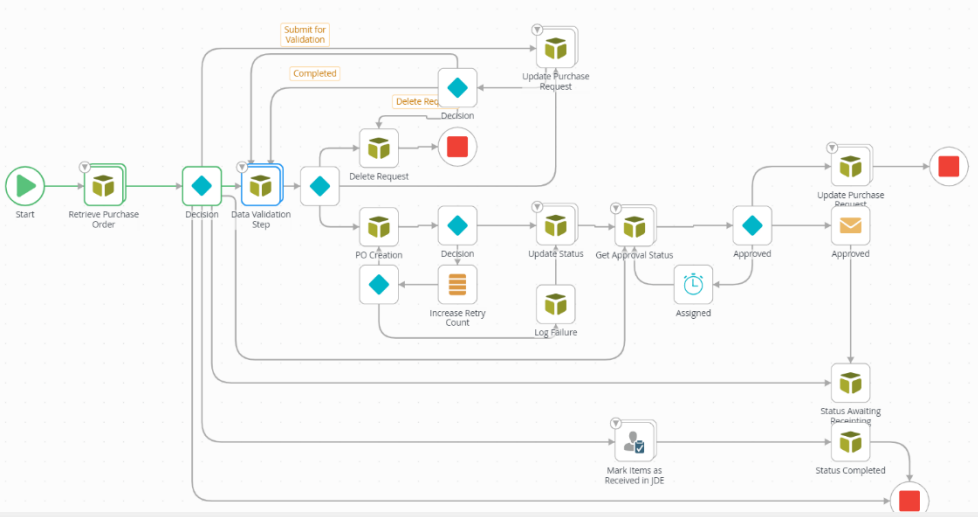 Submit for
Validation
Update Purchase
Request
Completed
Delete Req
Decision
Delete Request
Start
Retrieve Purchase
Order
Decision
Data Validation
Step
Update Purchase
Request
PO Creation
Decision
Update Status
Get Approval Status
Approved
Approved
Increase Retry
Count
Log Failure
Assigned
Status Awaiting
Receipting
Mark Items as
Received in JDE
Status Completed